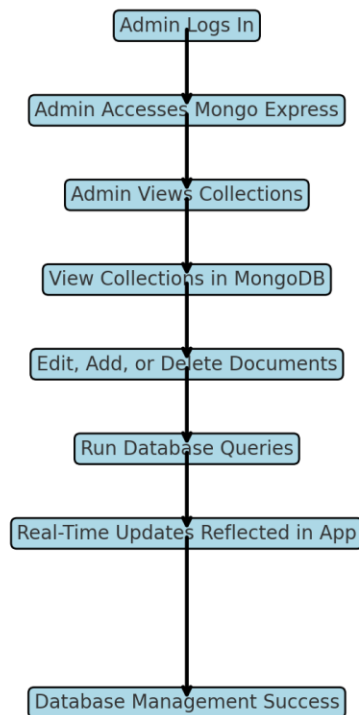 Admin Logs In
Admin Accesses Mongo Express
Admin Views Collections
View Collections in MongoDB
Edit, Add, or Delete Documents
Run Database Queries
Real-Time Updates Reflected in App
Database Management Success